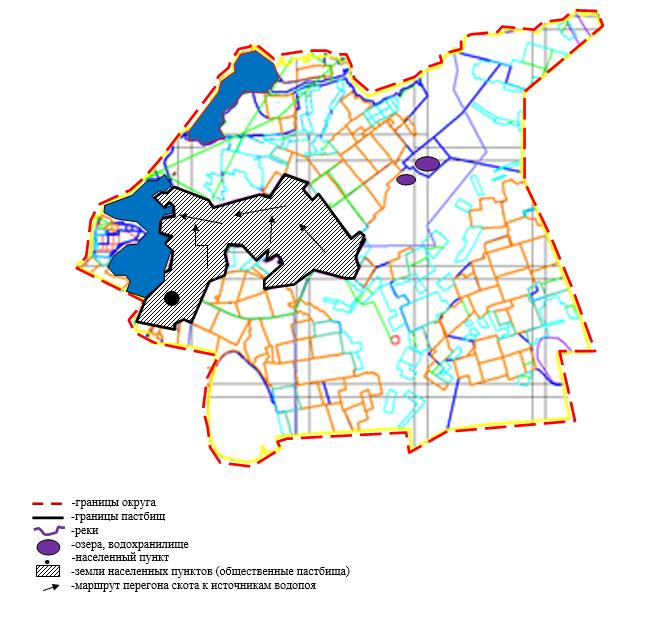 -границы округа
-границы пастбищ
-реки
-озера, водохранилище
-населенный пункт
-земли населенных пунктов (общественные пастбища)
-маршрут перегона скота к источникам водопоя